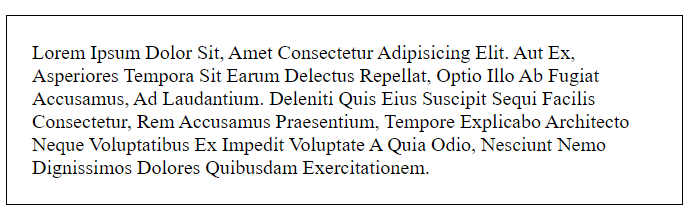 Lorem Ipsum Dolor Sit, Amet Consectetur Adipisicing Elit. Aut Ex,
Asperiores Tempora Sit Earum Delectus Repellat, Optio Illo Ab Fugiat
Accusamus, Ad Laudantium. Deleniti Quis Eius Suscipit Sequi Facilis
Consectetur, Rem Accusamus Praesentium, Tempore Explicabo Architecto
Neque Voluptatibus Ex Impedit Voluptate A Quia Odio, Nesciunt Nemo
Dignissimos Dolores Quibusdam Exercitationem.